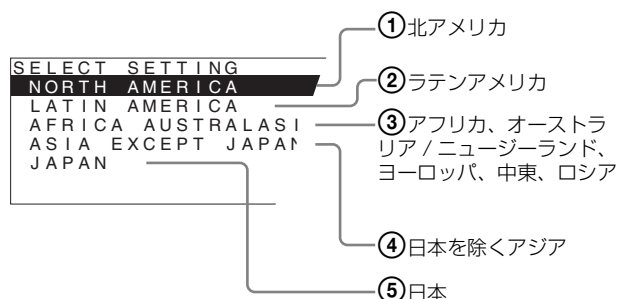 SELECT SETTING
NORTH AMERICA
LATIN AMERICA
AFRICA AUSTRALASI
ASIA EXCEPT JAPAN
JAPAN
①北アメリカ
②ラテンアメリカ
③アフリカ、オーストラ
リア / ニュージーランド、
ヨーロッパ、中東、ロシア
④日本を除くアジア
⑤日本